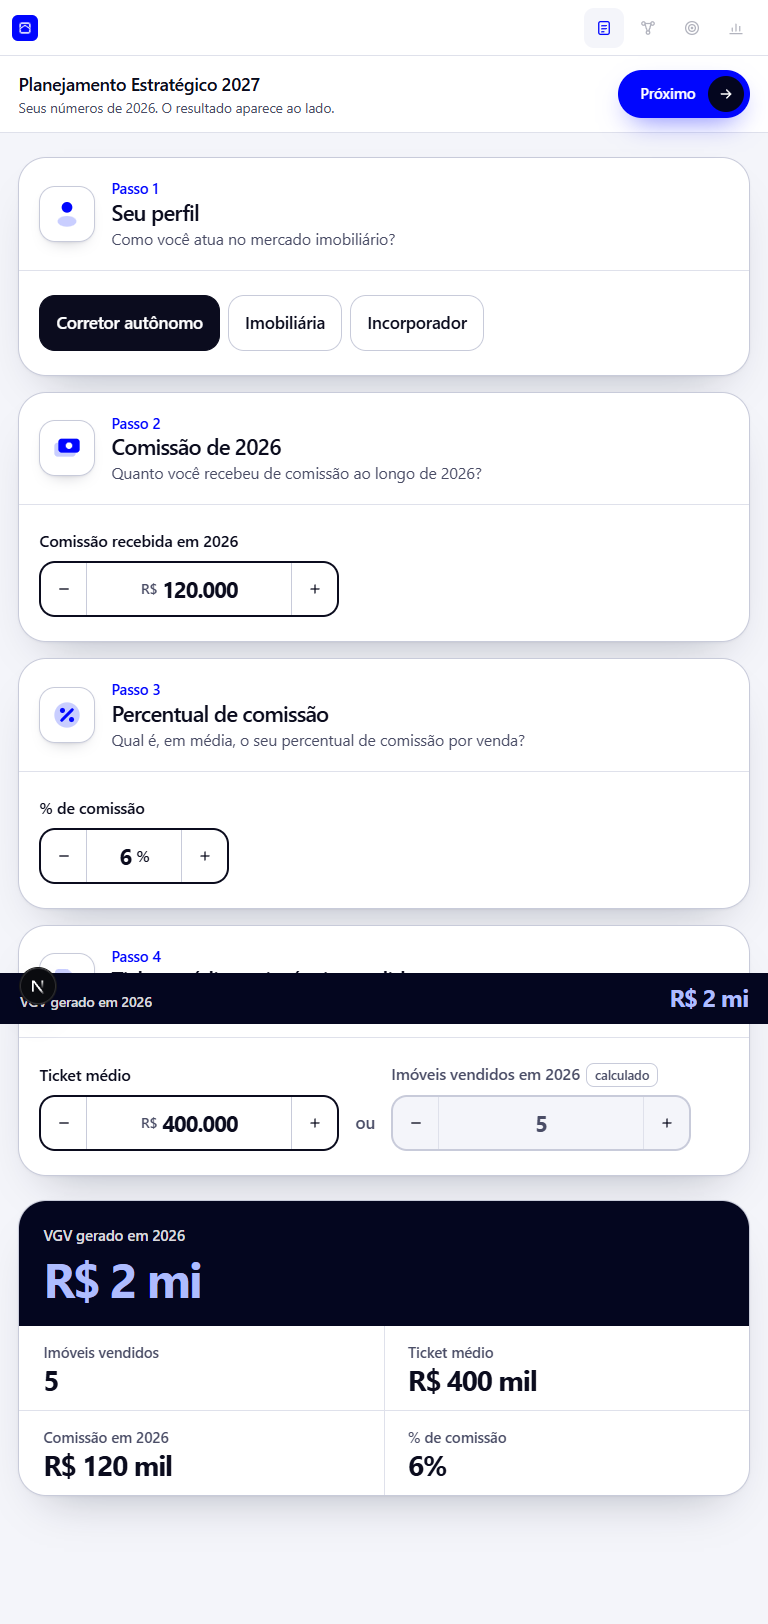 Planejamento Estratégico 2027
Seus números de 2026. O resultado aparece ao lado.
Próximo
Passo 1
Seu perfil
Como você atua no mercado imobiliário?
Corretor autônomo
Imobiliária
Incorporador
Passo 2
Comissão de 2026
Quanto você recebeu de comissão ao longo de 2026?
Comissão recebida em 2026
− R$ 120.000 +
Passo 3
Percentual de comissão
Qual é, em média, o seu percentual de comissão por venda?
% de comissão
− 6 % +
Passo 4
N
gerado em 2026
R$ 2 mi
Ticket médio
− R$ 400.000 +
ou
Imóveis vendidos em 2026 calculado
− 5 +
VGV gerado em 2026
R$ 2 mi
Imóveis vendidos
5
Ticket médio
R$ 400 mil
Comissão em 2026
R$ 120 mil
% de comissão
6%